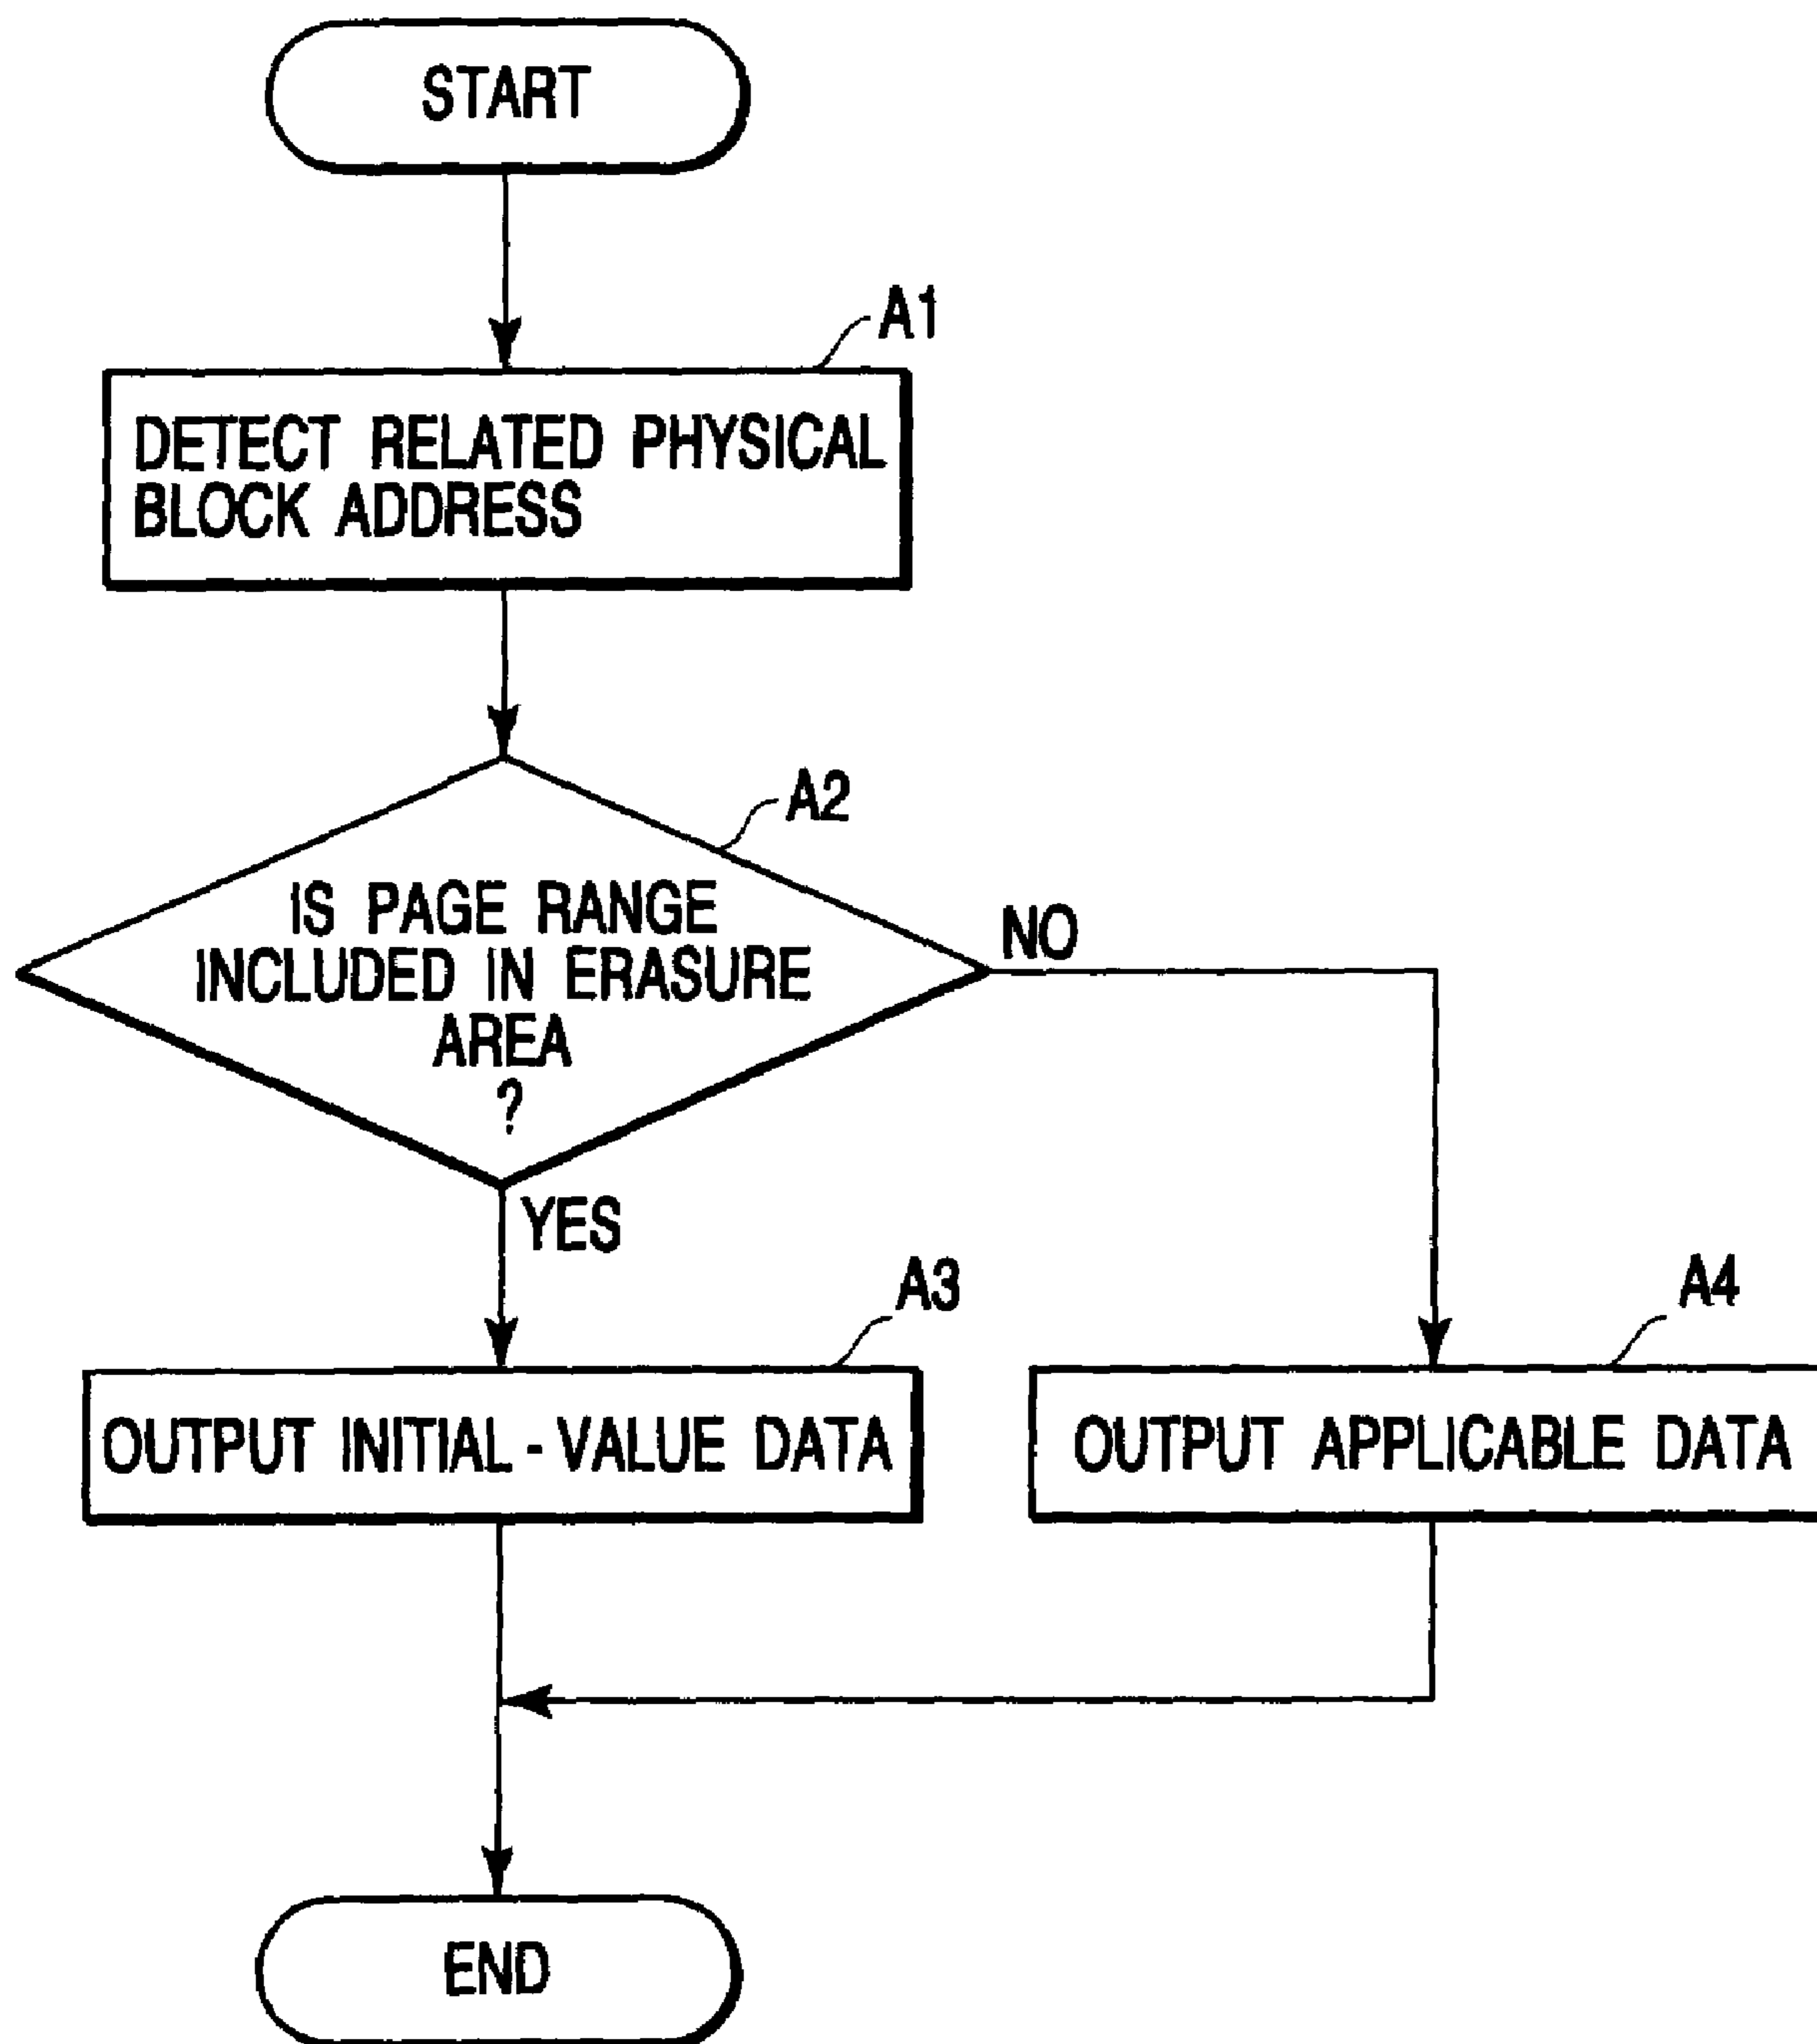 START
A1
DETECT RELATED PHYSICAL
BLOCK ADDRESS
A2
IS PAGE RANGE
INCLUDED IN ERASURE
AREA
?
NO
YES
A3
OUTPUT INITIAL-VALUE DATA
A4
OUTPUT APPLICABLE DATA
END